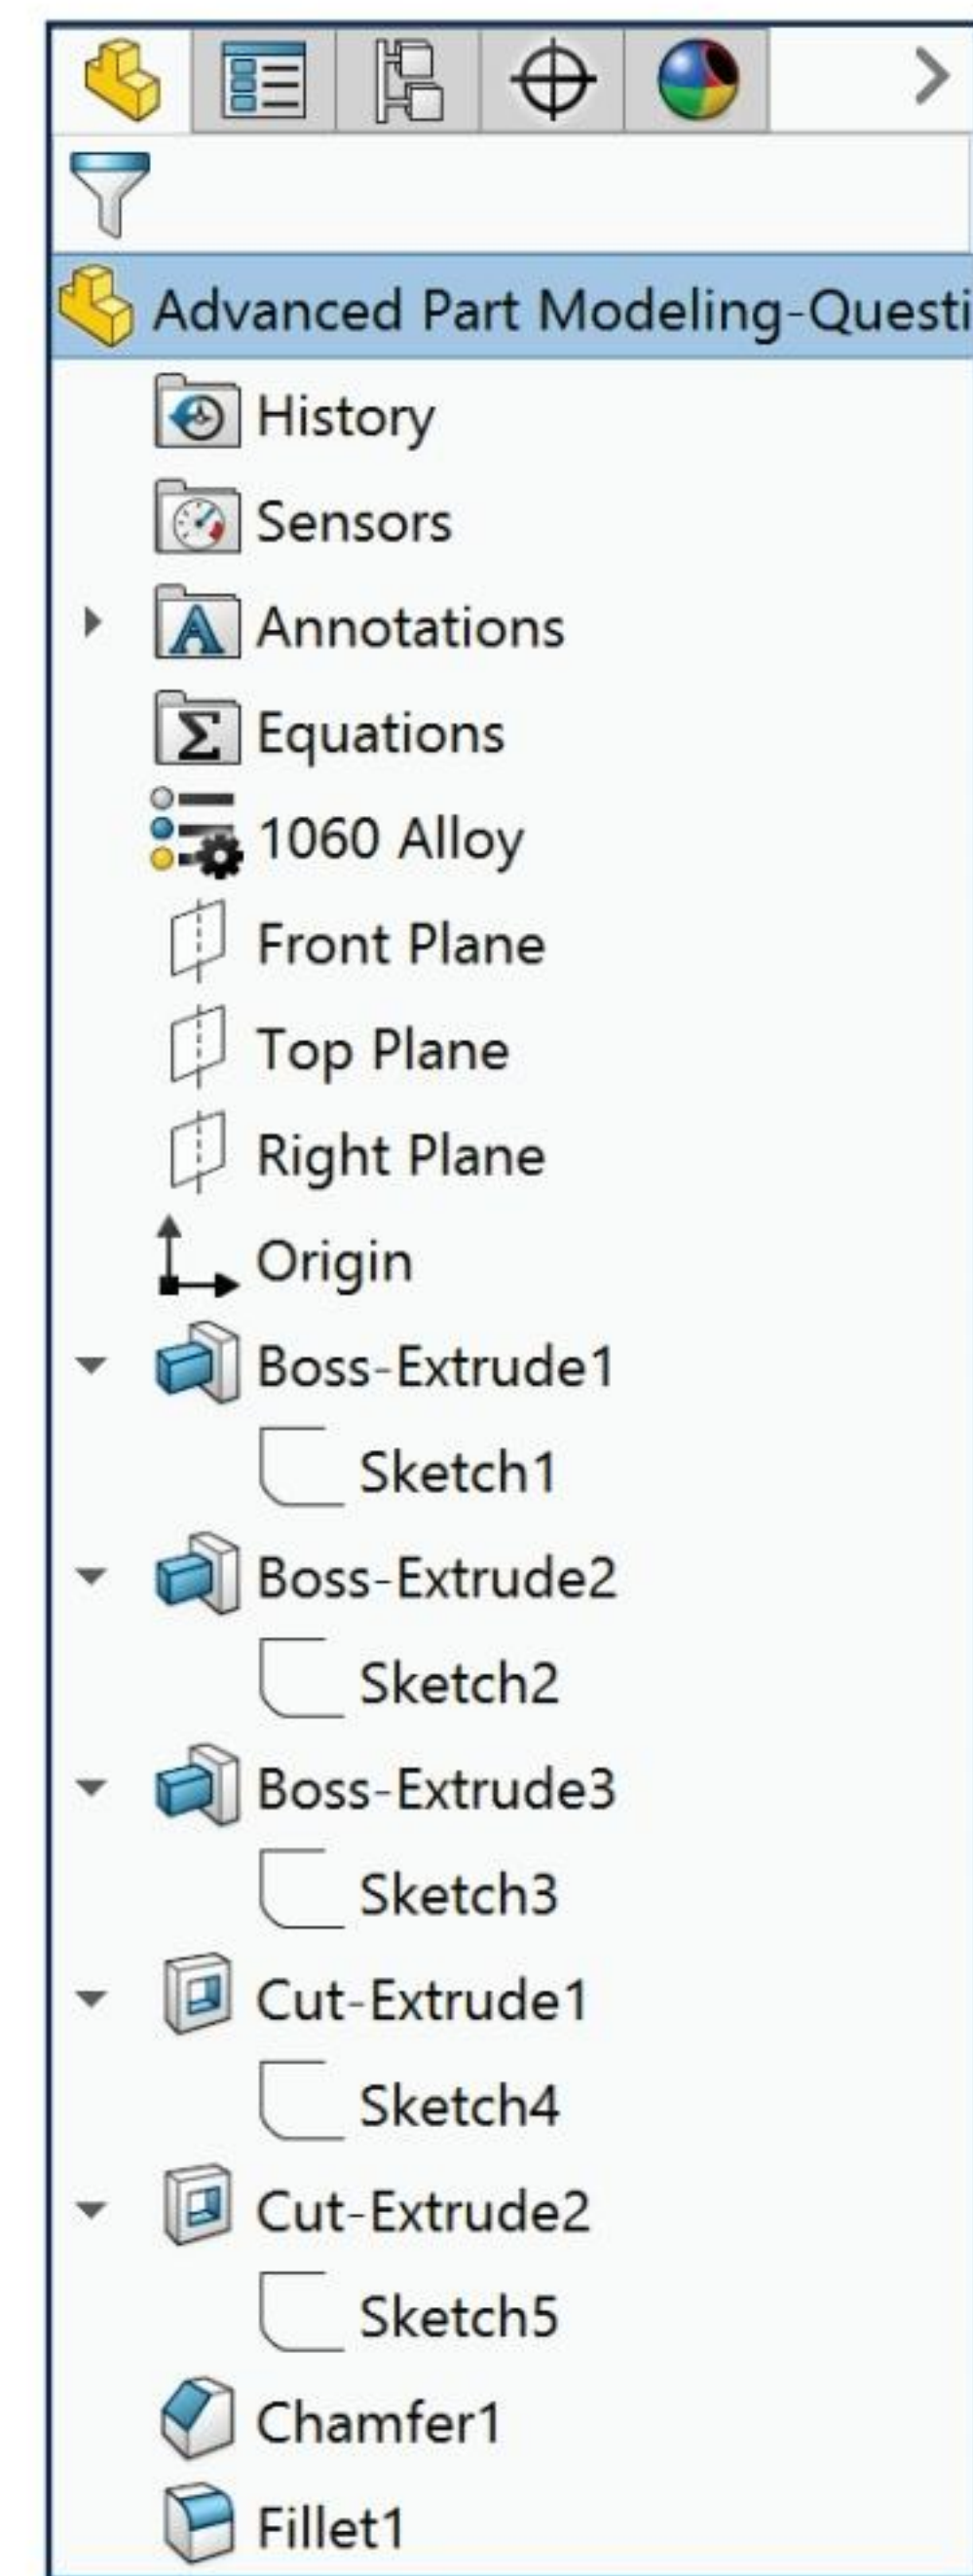 Advanced Part Modeling-Questi
History
Sensors
Annotations
Equations
1060 Alloy
Front Plane
Top Plane
Right Plane
Origin
Boss-Extrude1
Sketch1
Boss-Extrude2
Sketch2
Boss-Extrude3
Sketch3
Cut-Extrude1
Sketch4
Cut-Extrude2
Sketch5
Chamfer1
Fillet1